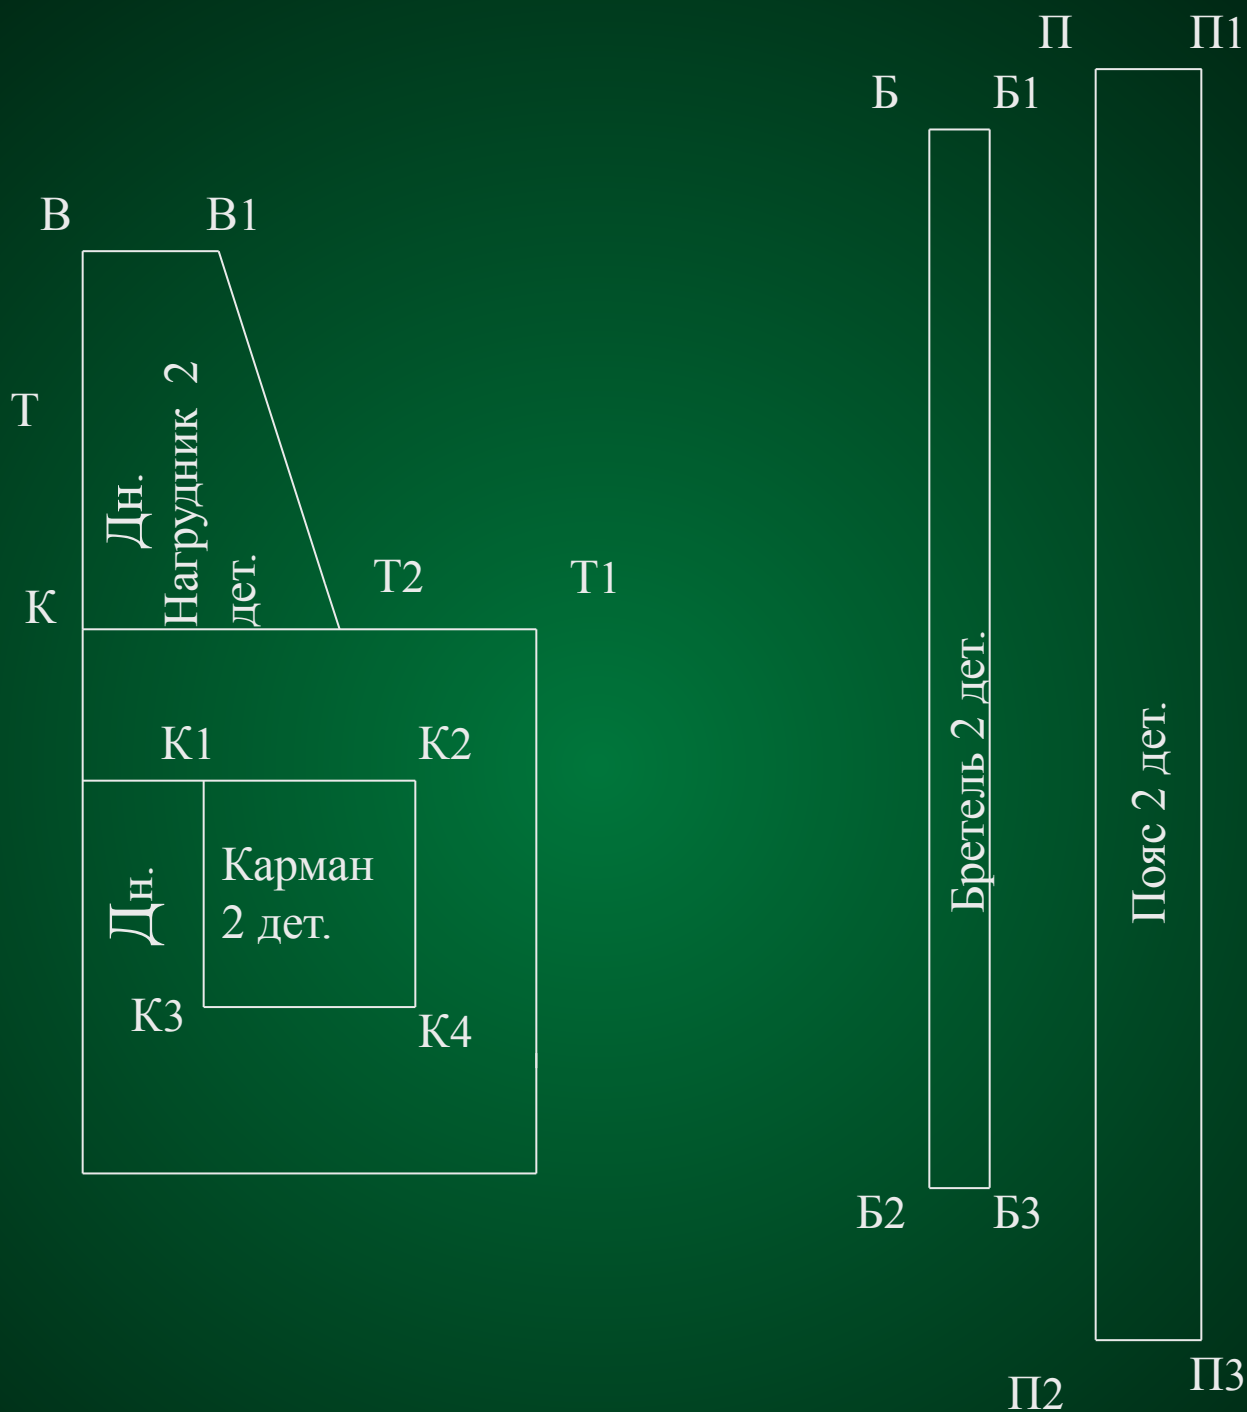 П П1
Б Б1
В В1
Т
Дн.
Нагрудник 2
дет.
К
Т2 Т1
К1 К2
Дн.
Карман
2 дет.
К3
К4
Бретель 2 дет.
Пояс 2 дет.
Б2 Б3
П2 П3